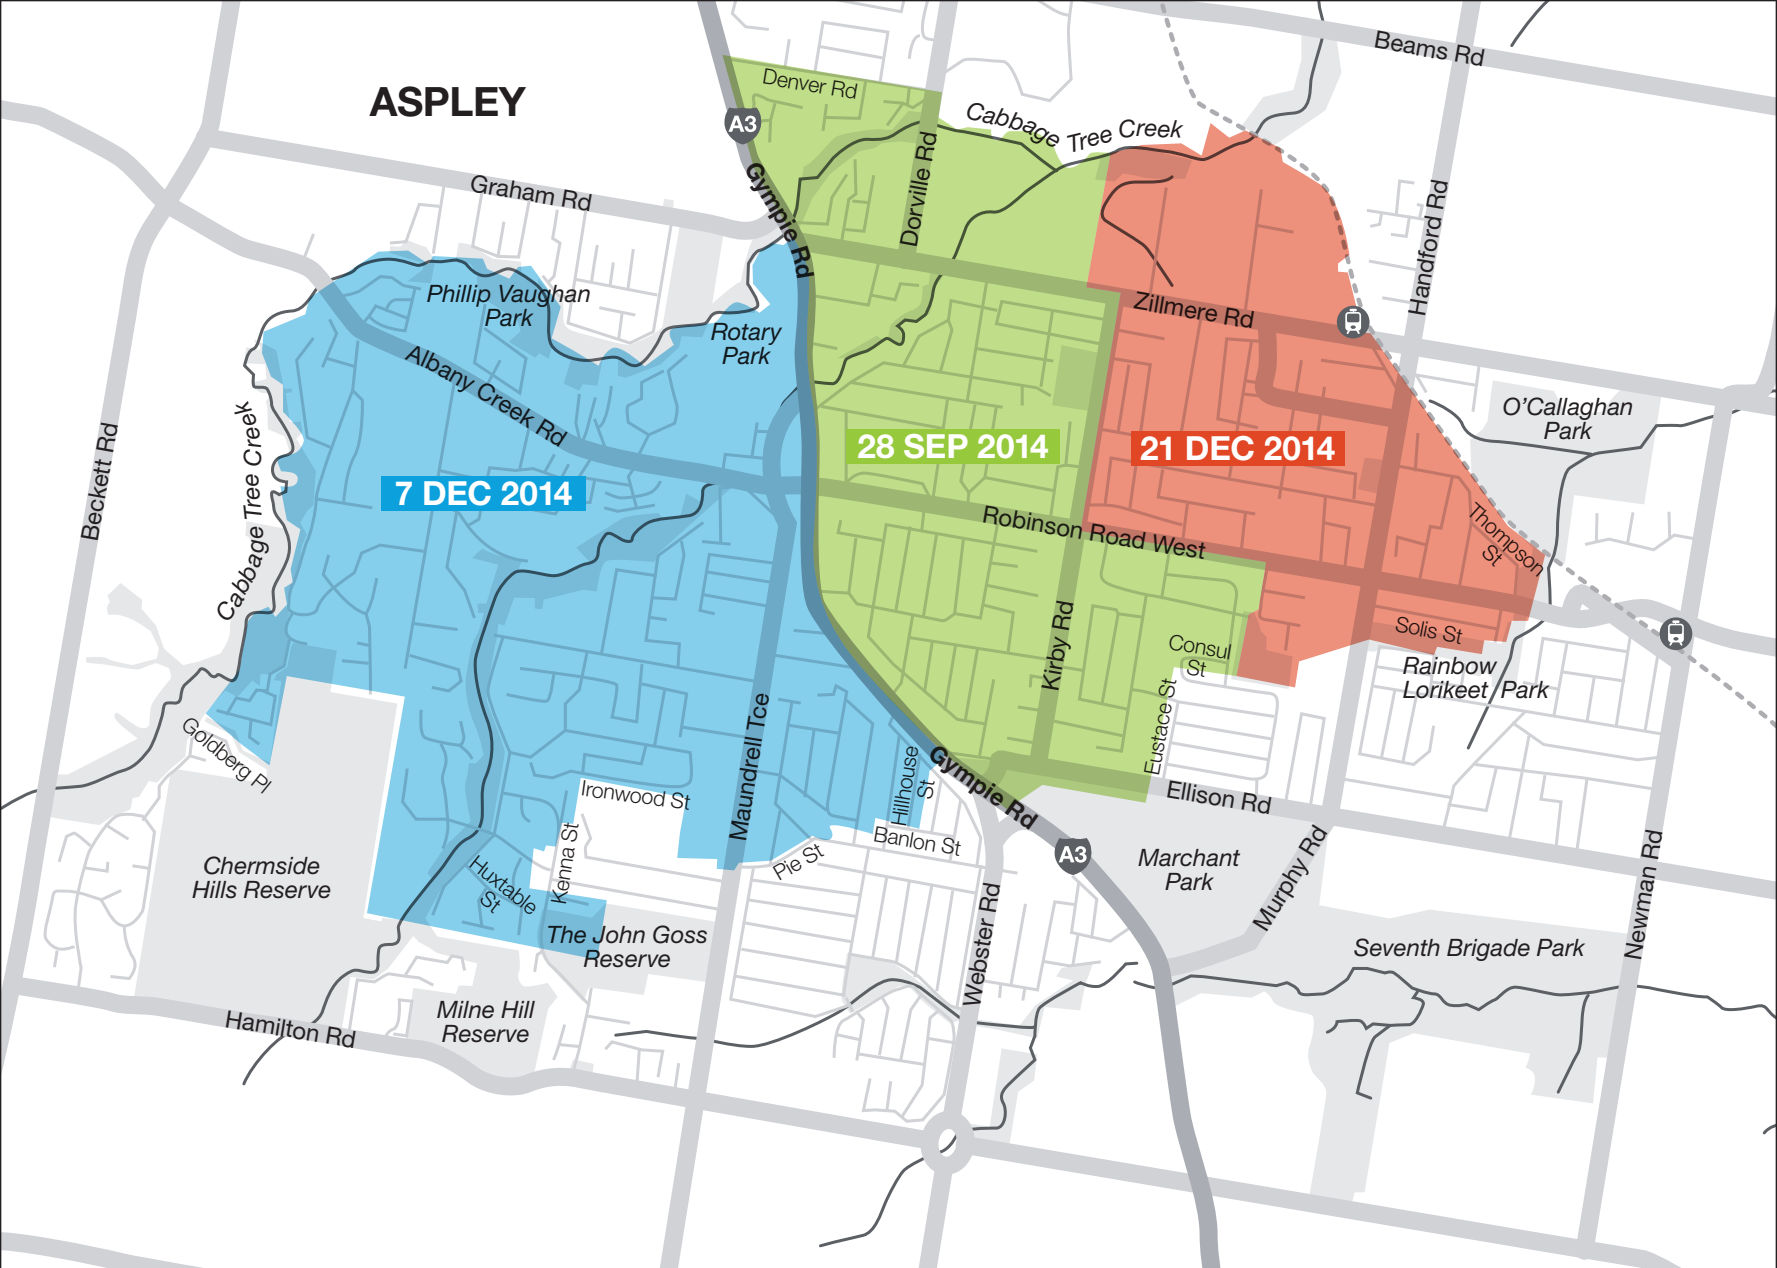 Beams Rd
Denver Rd
ASPLEY
A3
Cabbage Tree Creek
Graham Rd
Gympie Rd
Dorville Rd
Handford Rd
Phillip Vaughan
Park
Rotary
Park
Zillmere Rd
Albany Creek Rd
O'Callaghan
Park
Beckett Rd
Cabbage Tree Creek
28 SEP 2014
21 DEC 2014
7 DEC 2014
Robinson Road West
Thompson
St
Solis St
Kirby Rd
Consul
St
Rainbow
Lorikeet Park
Eustace St
Goldberg Pl
Maundrell Tce
Hillhouse
St
Gympie Rd
Ironwood St
Ellison Rd
Kenna St
Banlon St
Pie St
A3
Marchant
Park
Murphy Rd
Newman Rd
Chermside
Hills Reserve
Huxtable
St
The John Goss
Reserve
Webster Rd
Seventh Brigade Park
Milne Hill
Reserve
Hamilton Rd